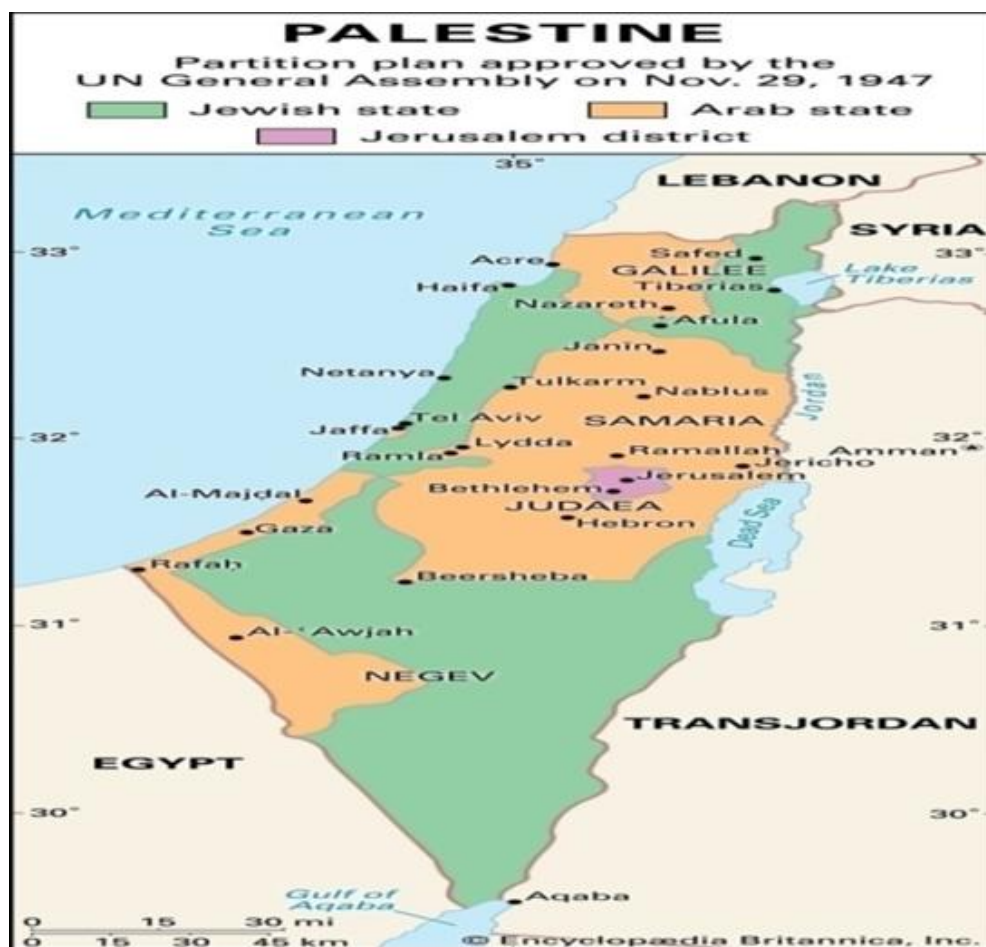 PALESTINE
Partition plan approved by the
UN General Assembly on Nov. 29, 1947
Jewish state
Arab state
Jerusalem district
35°
LEBANON
Mediterranean
Sea
SYRIA
33°
33°
Safed
Acre
GALILEE
Lake
Tiberias
Haifa
Tiberias
Nazareth
Afula
Janīn
Netanya
Tulkarm
Nablus
Jordan
SAMARIA
Tel Aviv
Jaffa
32°
32°
Lydda
Ramla
Ramallah
Amman
Jericho
Jerusalem
Al-Majdal
Bethlehem
JUDAEA
Hebron
Dead Sea
Gaza
Rafaḥ
Beersheba
31°
31°
Al-ʿAwjah
NEGEV
TRANSJORDAN
EGYPT
30°
30°
Gulf of
Aqaba
Aqaba
0 15 30 mi
0 15 30 45 km
© Encyclopædia Britannica, Inc.